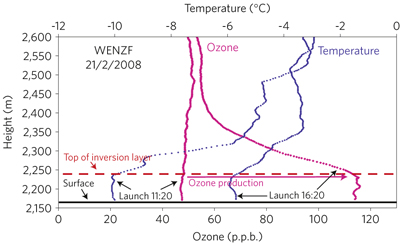 Temperature (°C)
-12 -10 -8 -6 -4 -2 0
2,600
2,550
2,500
2,450
2,400
2,350
2,300
2,250
2,200
2,150
Height (m)
WENZF
21/2/2008
Ozone
Temperature
Top of inversion layer
Surface
Launch 11:20
Ozone production
Launch 16:20
0 20 40 60 80 100 120
Ozone (p.p.b.)